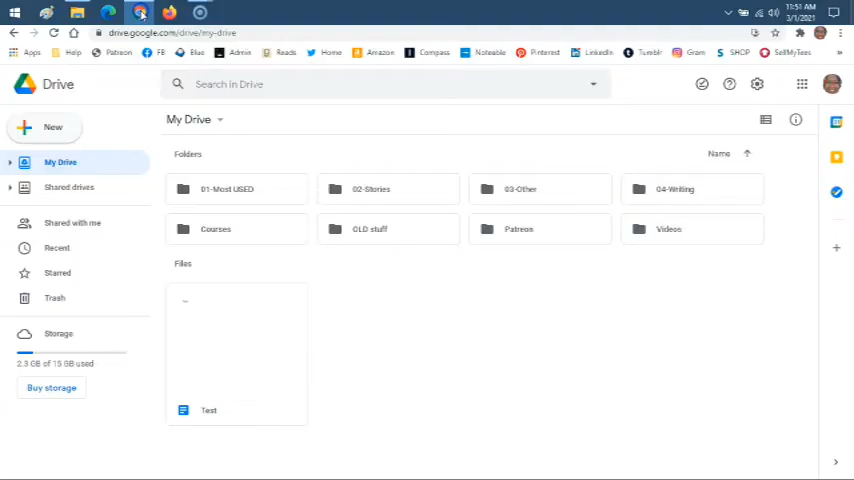 11:51 AM
3/1/2021
drive.google.com/drive/my-drive
Apps Help Patreon FB Blue Admin Reads Twitter Home Amazon Compass Noteable Pinterest LinkedIn Tumblr Gram SHOP SellMyTees »
Drive
Search in Drive
New
My Drive
My Drive
Shared drives
Shared with me
Recent
Starred
Trash
Storage
2.3 GB of 15 GB used
Buy storage
Folders
Name
01-Most USED
02-Stories
03-Other
04-Writing
Courses
OLD stuff
Patreon
Videos
Files
Test